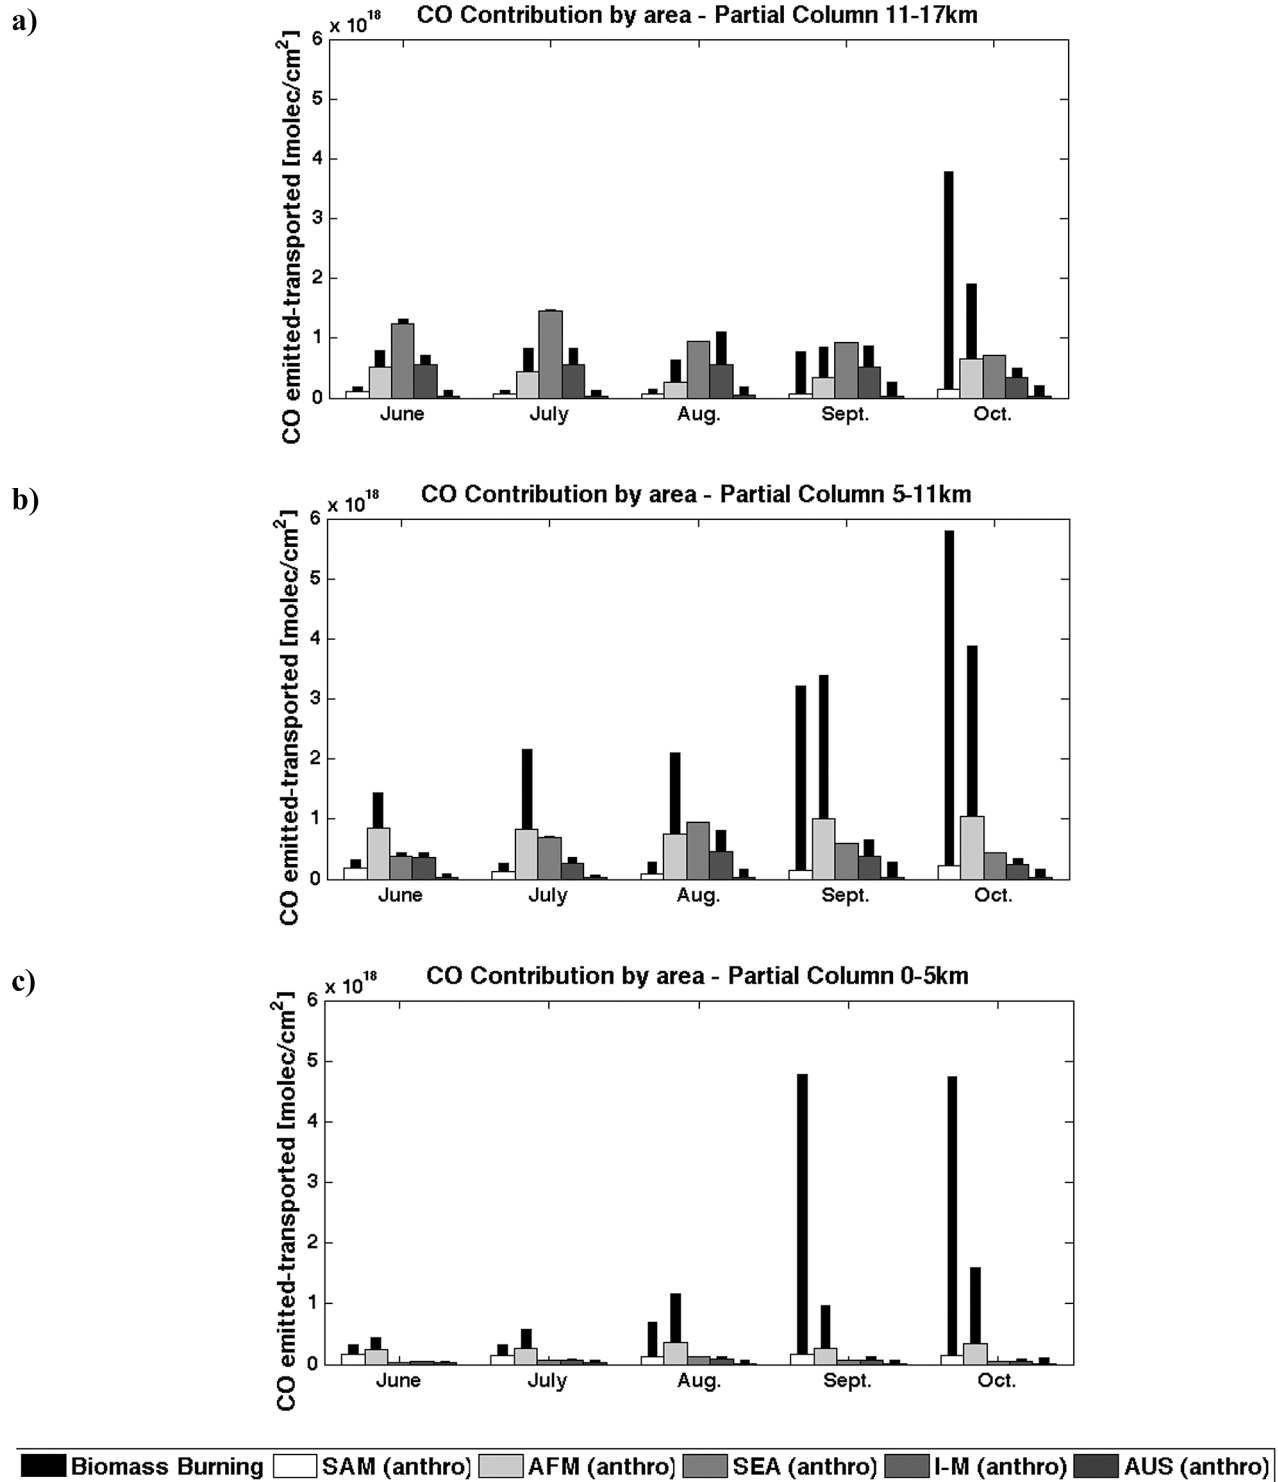 a)
CO Contribution by area - Partial Column 11-17km
x 10^18
CO emitted-transported [molec/cm^2]
6
5
4
3
2
1
0
June July Aug. Sept. Oct.
b)
CO Contribution by area - Partial Column 5-11km
x 10^18
CO emitted-transported [molec/cm^2]
6
5
4
3
2
1
0
June July Aug. Sept. Oct.
c)
CO Contribution by area - Partial Column 0-5km
x 10^18
CO emitted-transported [molec/cm^2]
6
5
4
3
2
1
0
June July Aug. Sept. Oct.
Biomass Burning SAM (anthro) AFM (anthro) SEA (anthro) I-M (anthro) AUS (anthro)